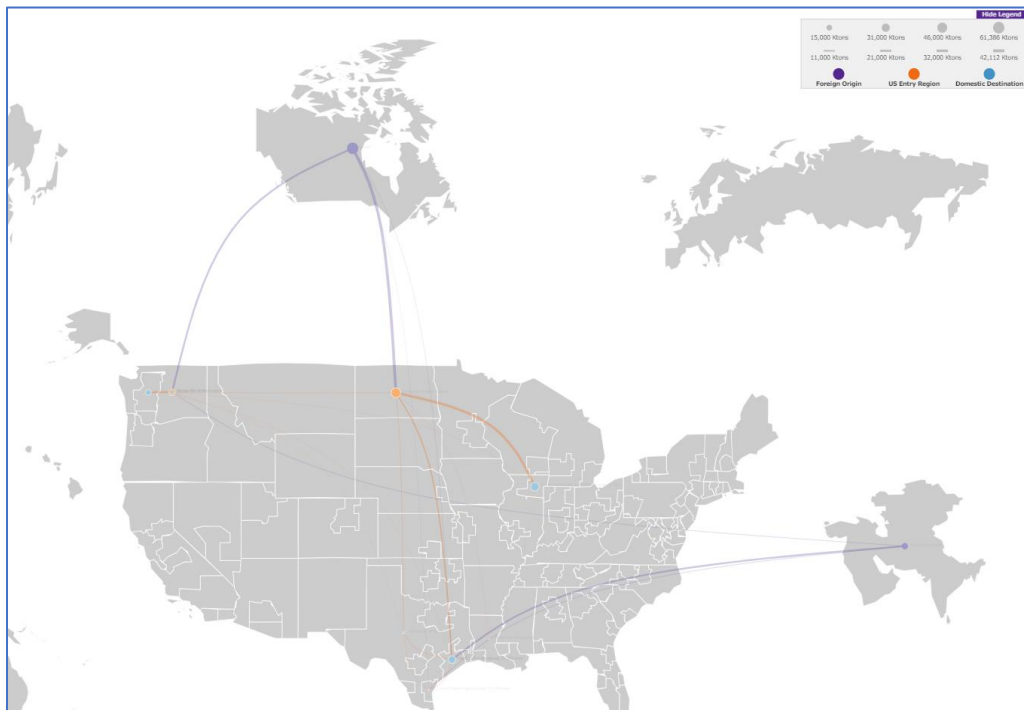 Hide Legend
15,000 Ktons 31,000 Ktons 46,000 Ktons 61,386 Ktons
11,000 Ktons 21,000 Ktons 32,000 Ktons 42,112 Ktons
Foreign Origin US Entry Region Domestic Destination